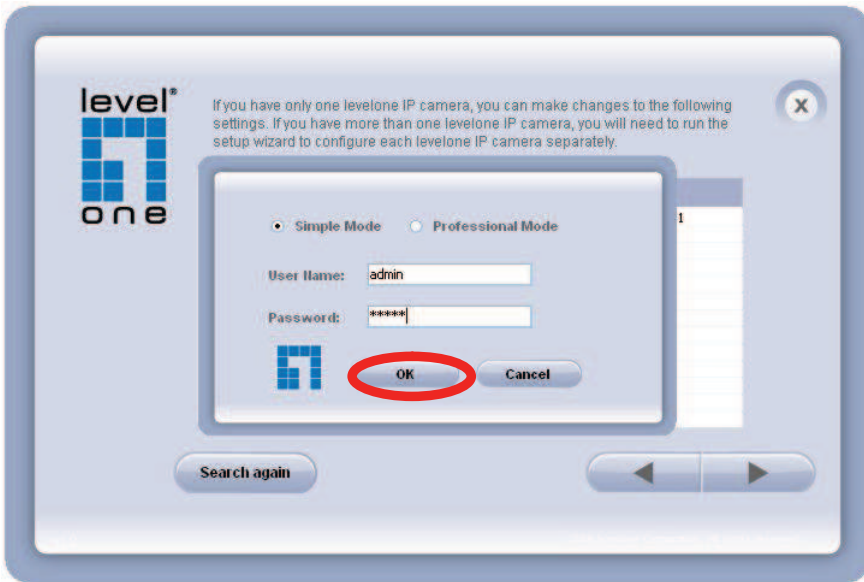 level®
one
If you have only one levelone IP camera, you can make changes to the following
settings. If you have more than one levelone IP camera, you will need to run the
setup wizard to configure each levelone IP camera separately.
X
1
Simple Mode Professional Mode
User Name: admin
Password: *****
OK Cancel
Search again